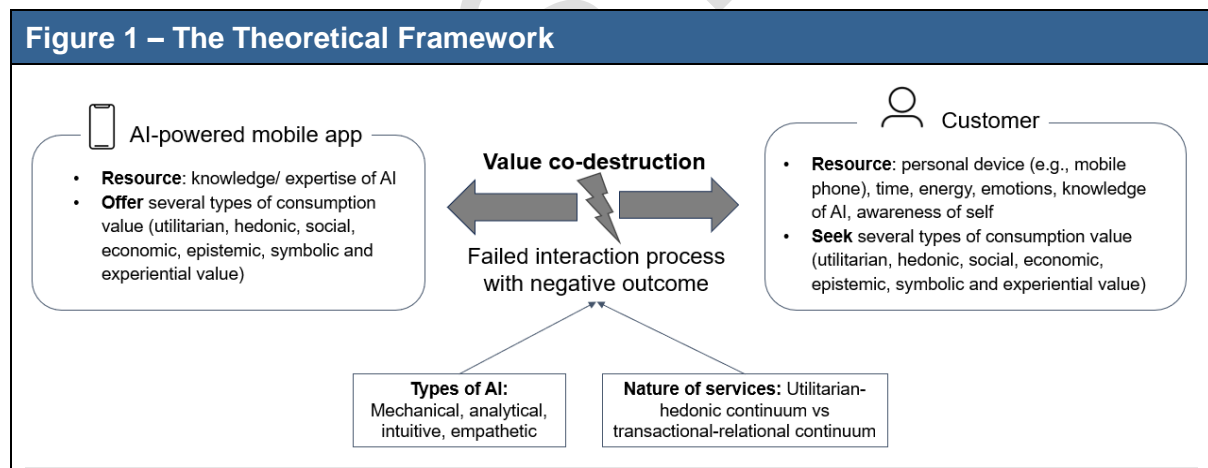 Figure 1 – The Theoretical Framework
AI-powered mobile app
• Resource: knowledge/ expertise of AI
• Offer several types of consumption
value (utilitarian, hedonic, social,
economic, epistemic, symbolic and
experiential value)
Value co-destruction
Failed interaction process
with negative outcome
Customer
• Resource: personal device (e.g., mobile
phone), time, energy, emotions, knowledge
of AI, awareness of self
• Seek several types of consumption value
(utilitarian, hedonic, social, economic,
epistemic, symbolic and experiential value)
Types of AI:
Mechanical, analytical,
intuitive, empathetic
Nature of services: Utilitarian-
hedonic continuum vs
transactional-relational continuum